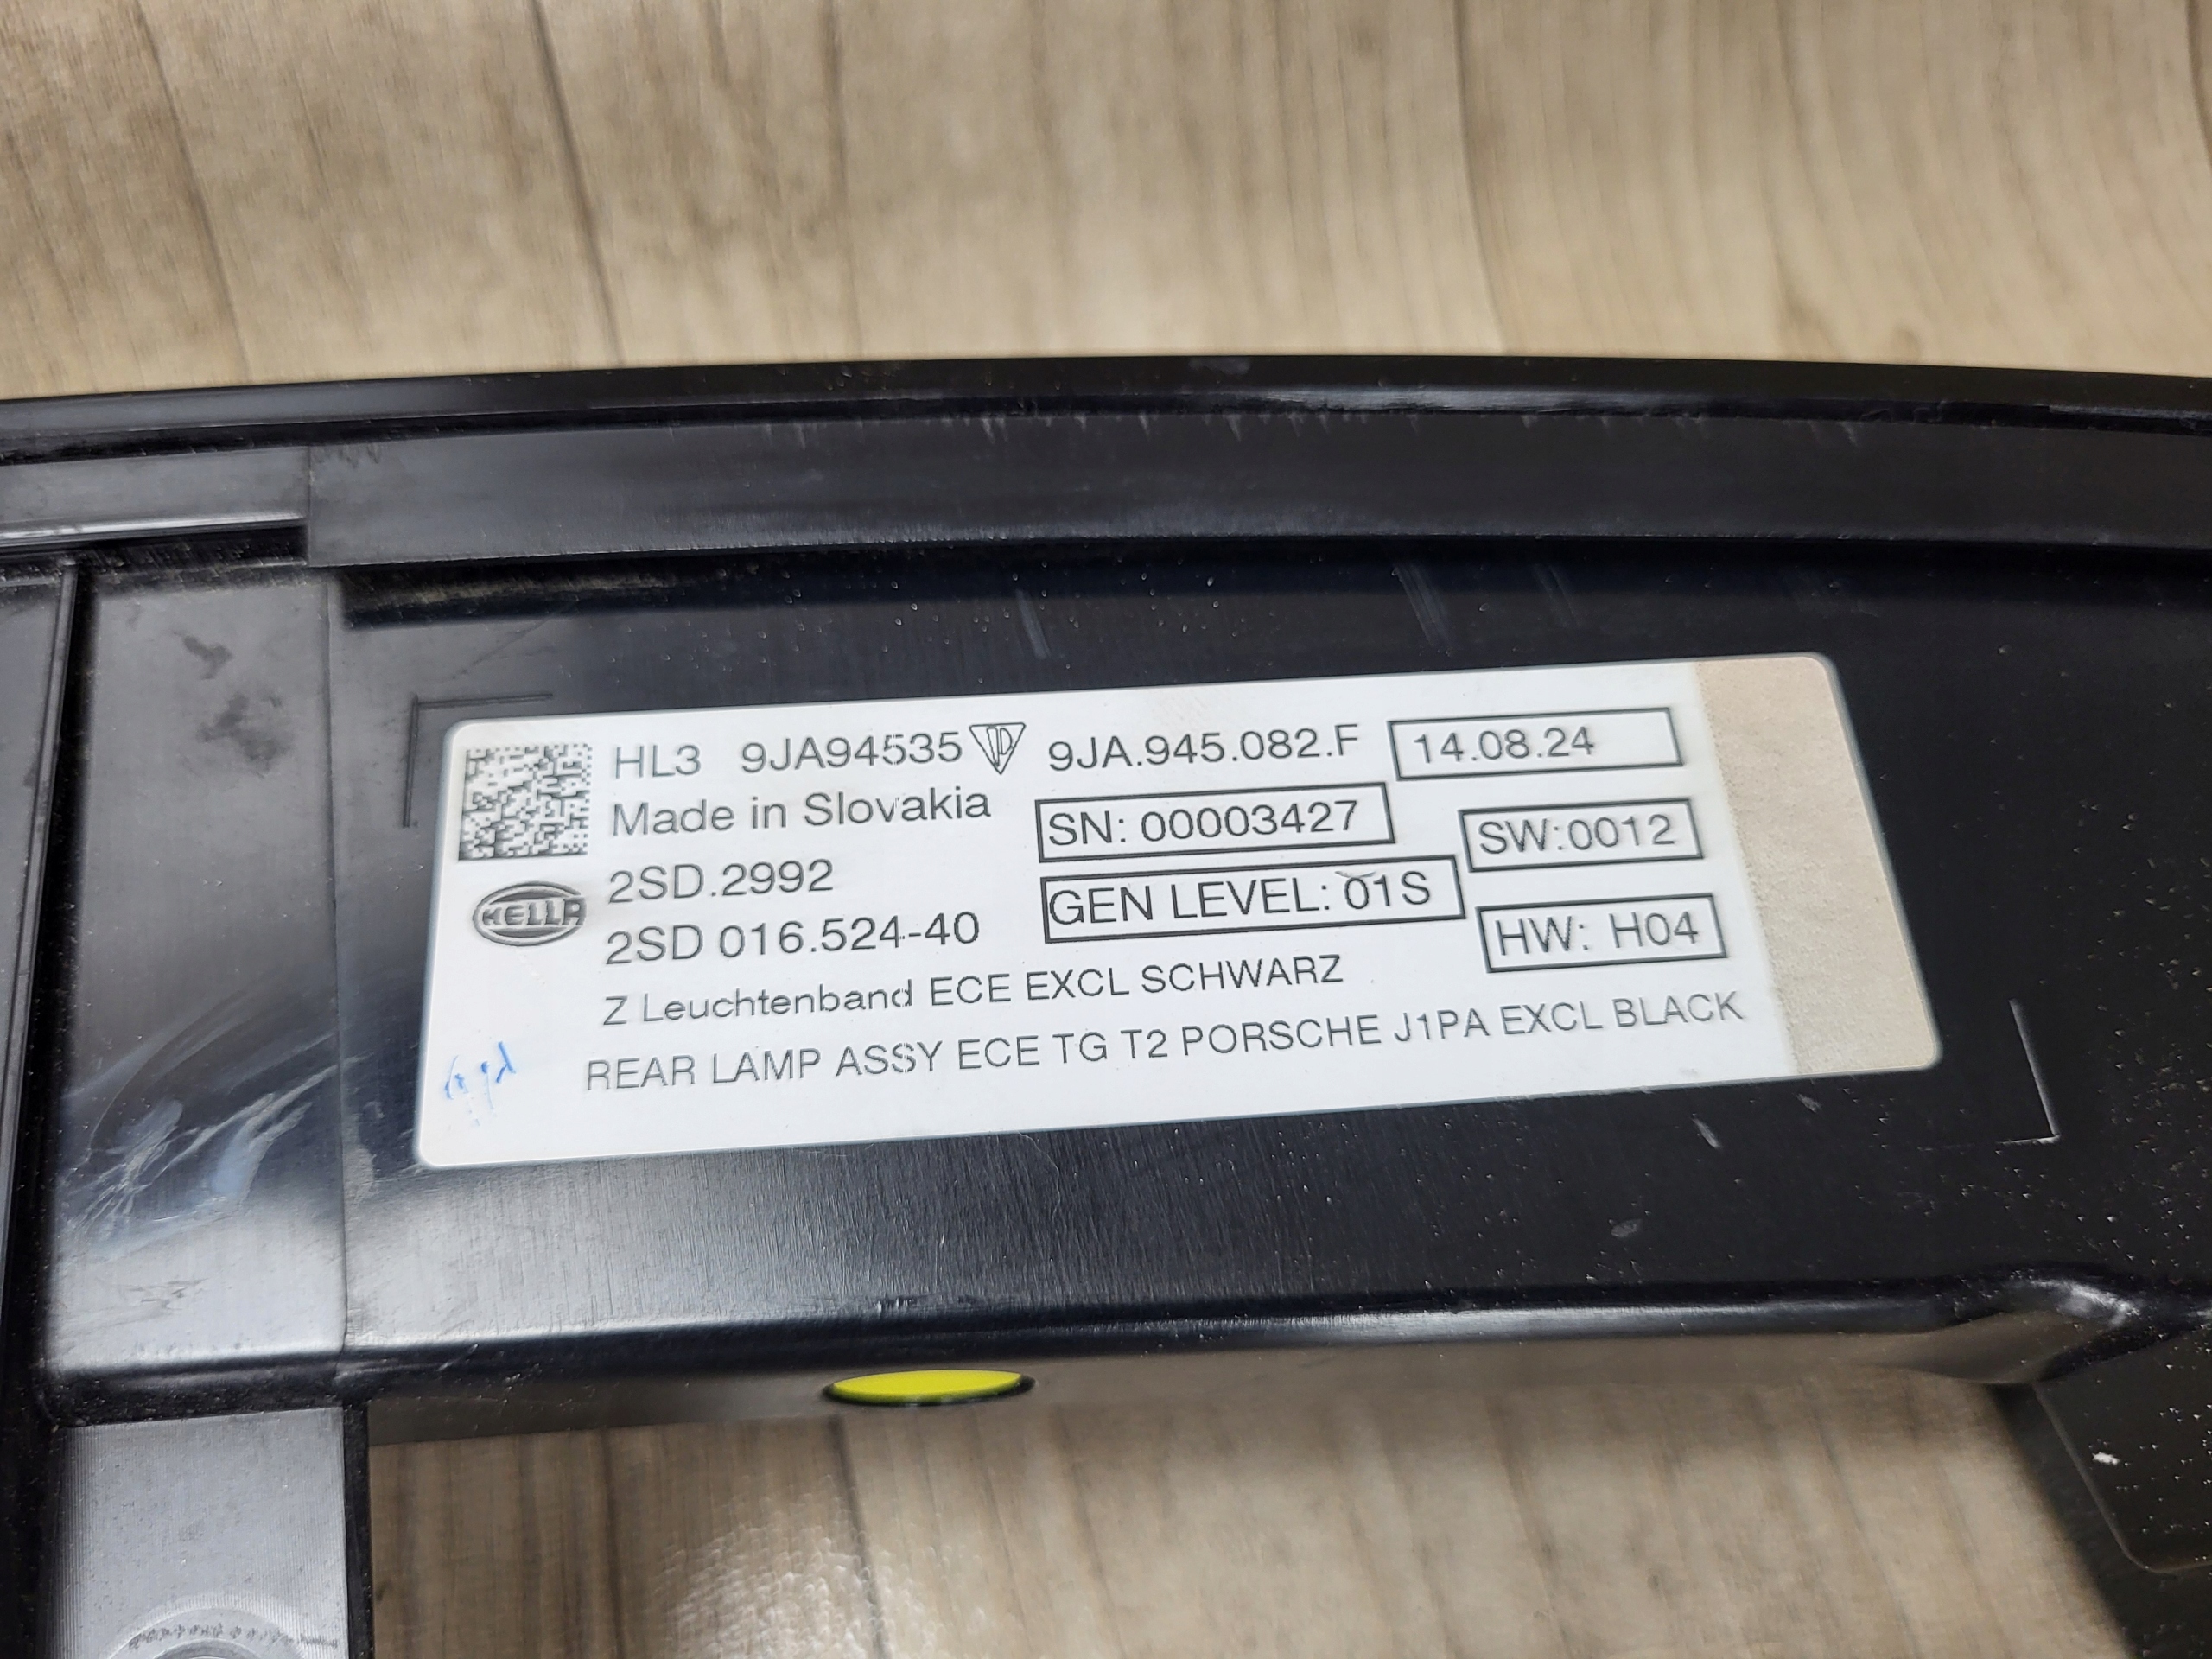 HL3 9JA94535 9JA.945.082.F 14.08.24
Made in Slovakia SN: 00003427 SW:0012
HELLA 2SD.2992 GEN LEVEL: 01S
2SD 016.524-40 HW: H04
Z Leuchtenband ECE EXCL SCHWARZ
REAR LAMP ASSY ECE TG T2 PORSCHE J1PA EXCL BLACK